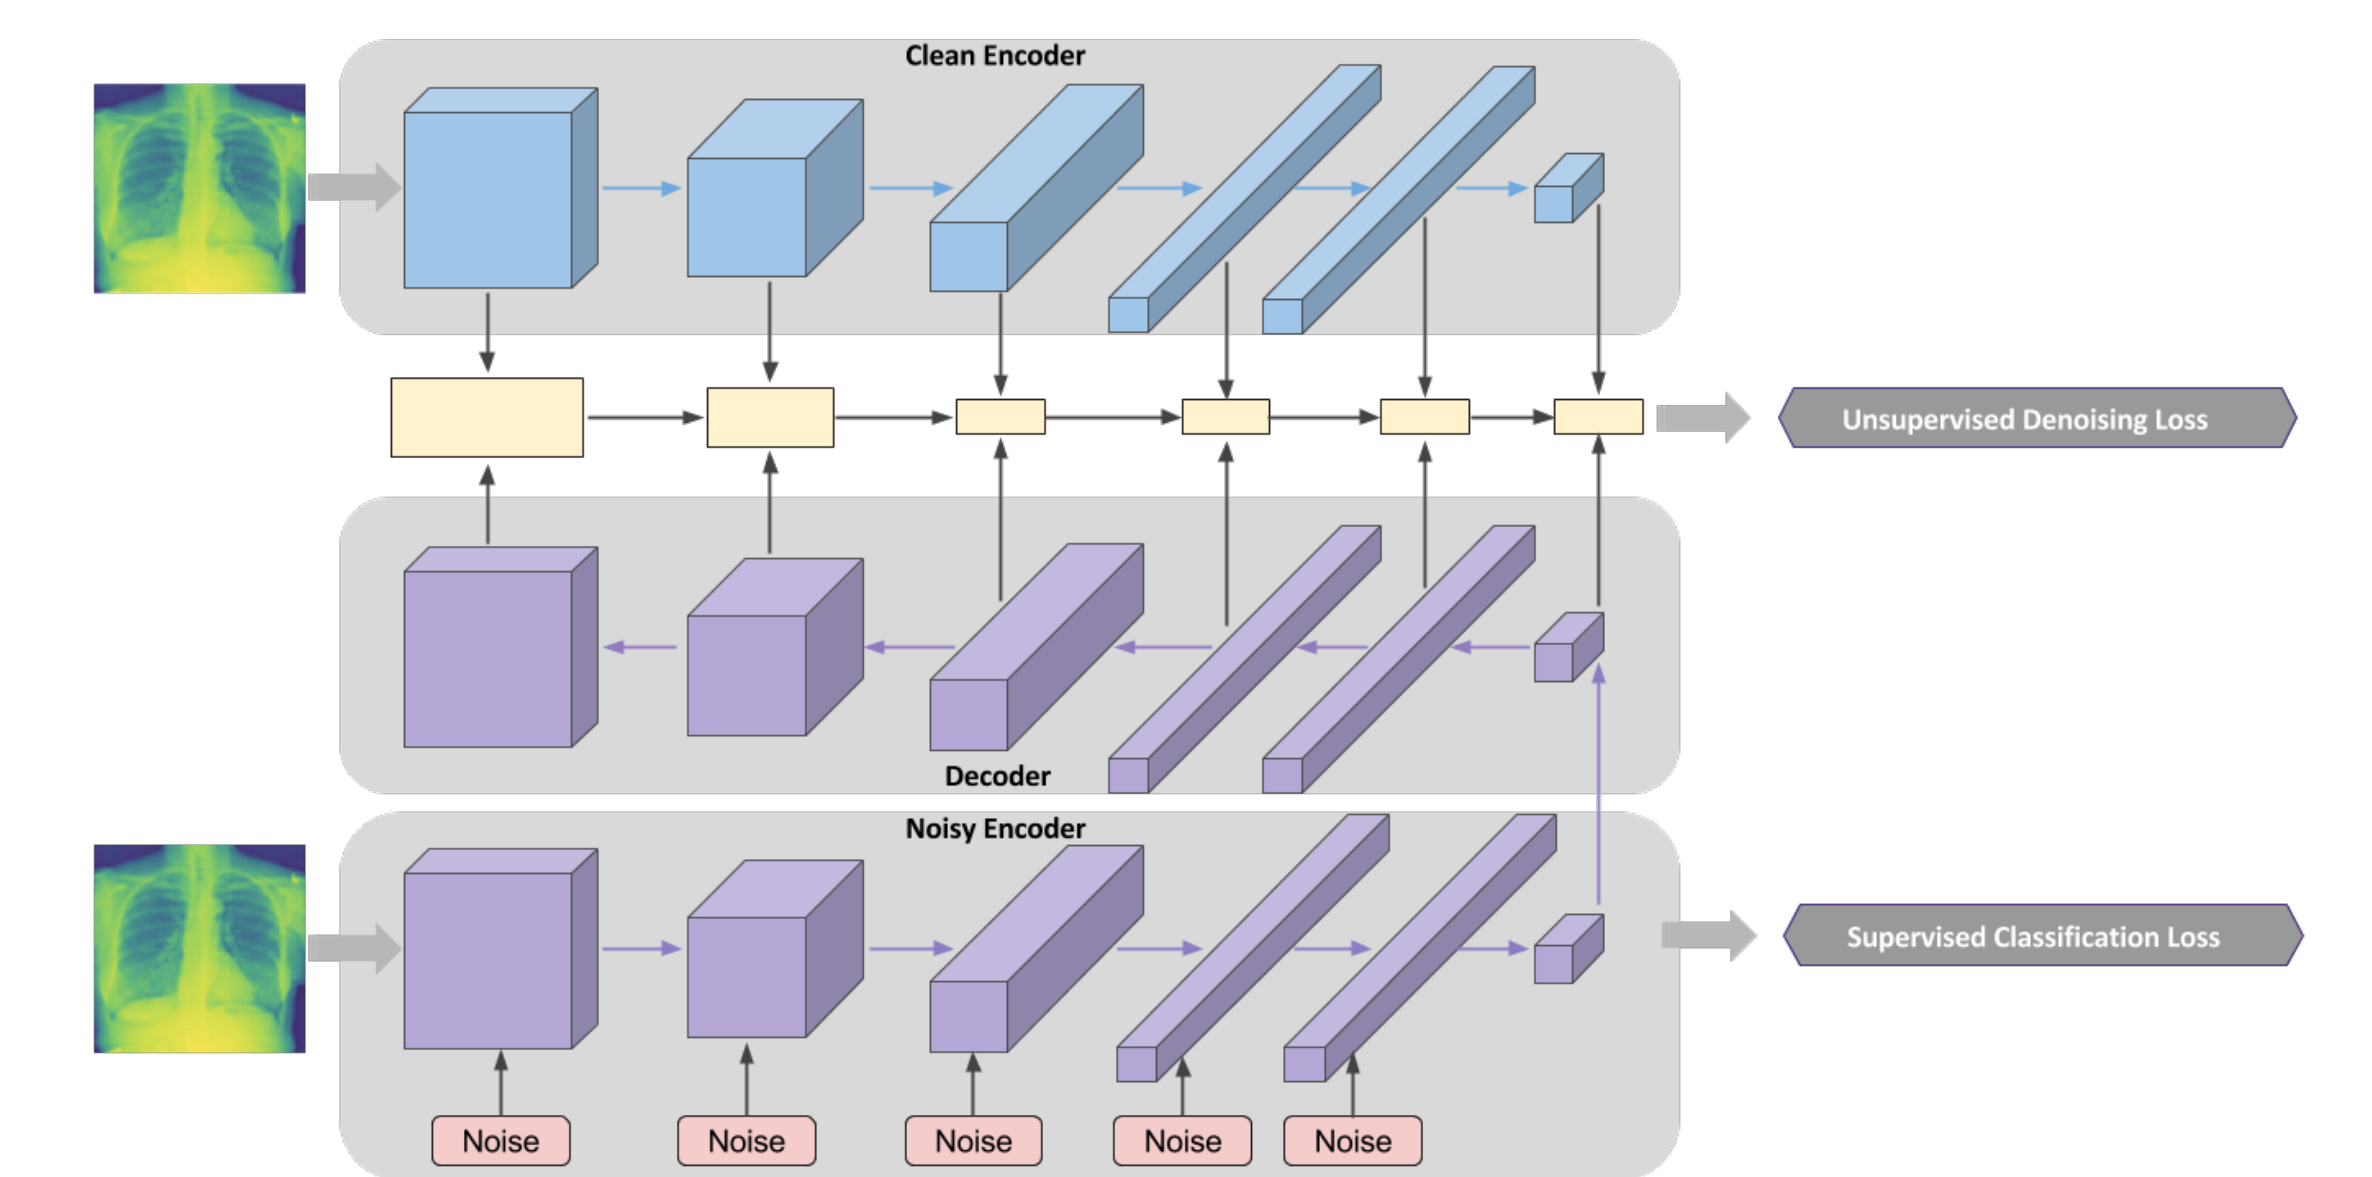 Clean Encoder
Unsupervised Denoising Loss
Decoder
Noisy Encoder
Supervised Classification Loss
Noise
Noise
Noise
Noise
Noise